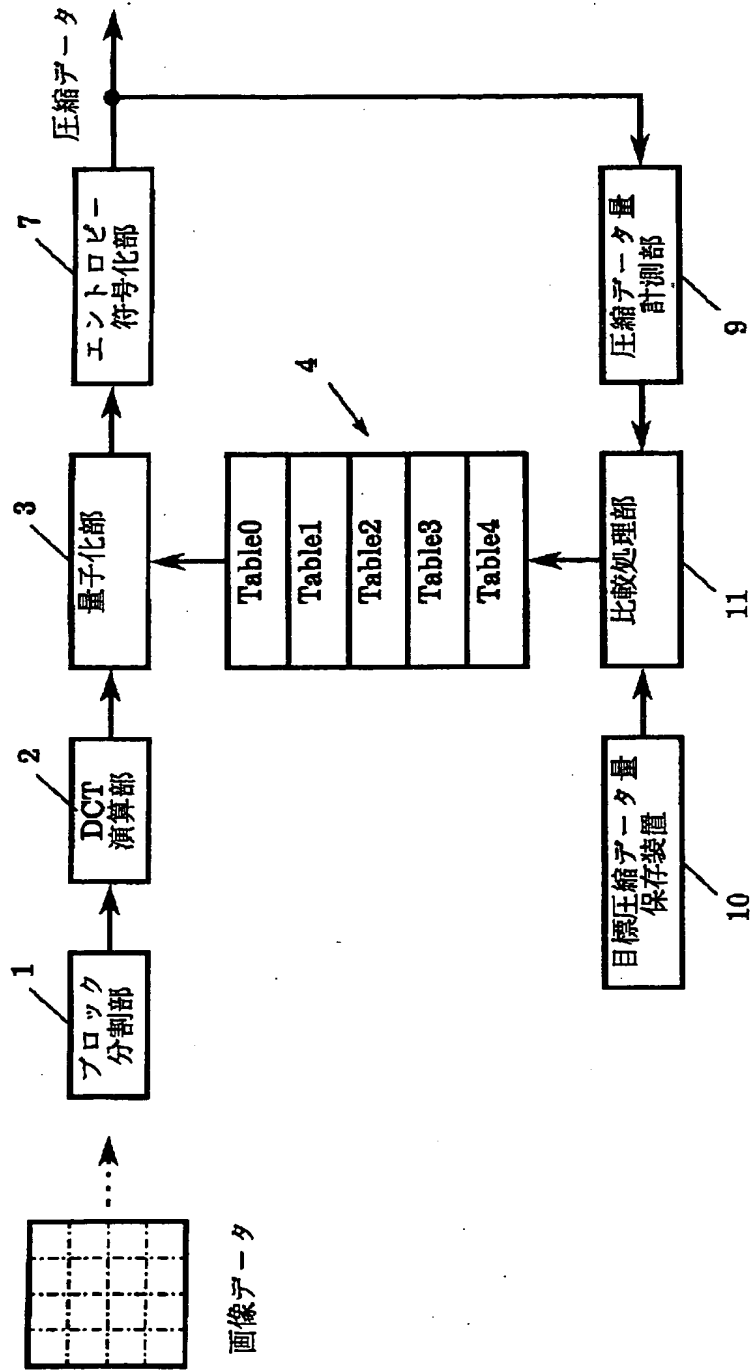 画像データ
1
ブロック
分割部
2
DCT
演算部
3
量子化部
7
エントロピー
符号化部
圧縮データ
4
Table0
Table1
Table2
Table3
Table4
目標圧縮データ量
保存装置
10
比較処理部
11
圧縮データ量
計測部
9